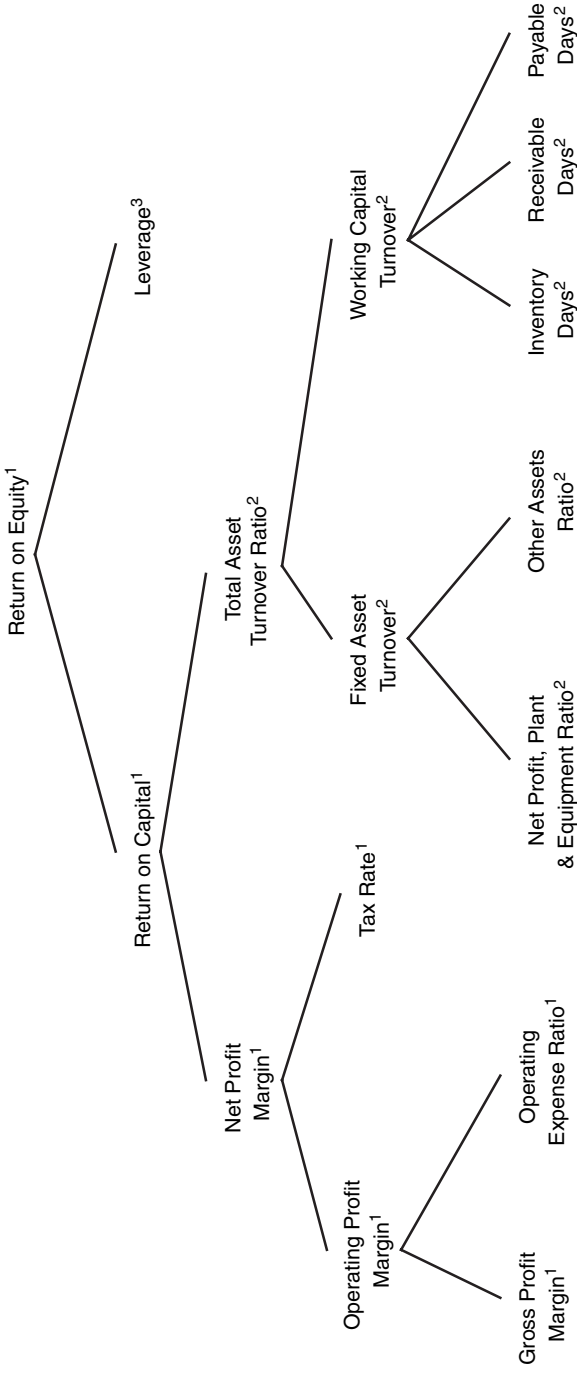 Return on Equity¹
Return on Capital¹
Leverage³
Net Profit
Margin¹
Total Asset
Turnover Ratio²
Operating Profit
Margin¹
Tax Rate¹
Fixed Asset
Turnover²
Working Capital
Turnover²
Gross Profit
Margin¹
Operating
Expense Ratio¹
Net Profit, Plant
& Equipment Ratio²
Other Assets
Ratio²
Inventory
Days²
Receivable
Days²
Payable
Days²